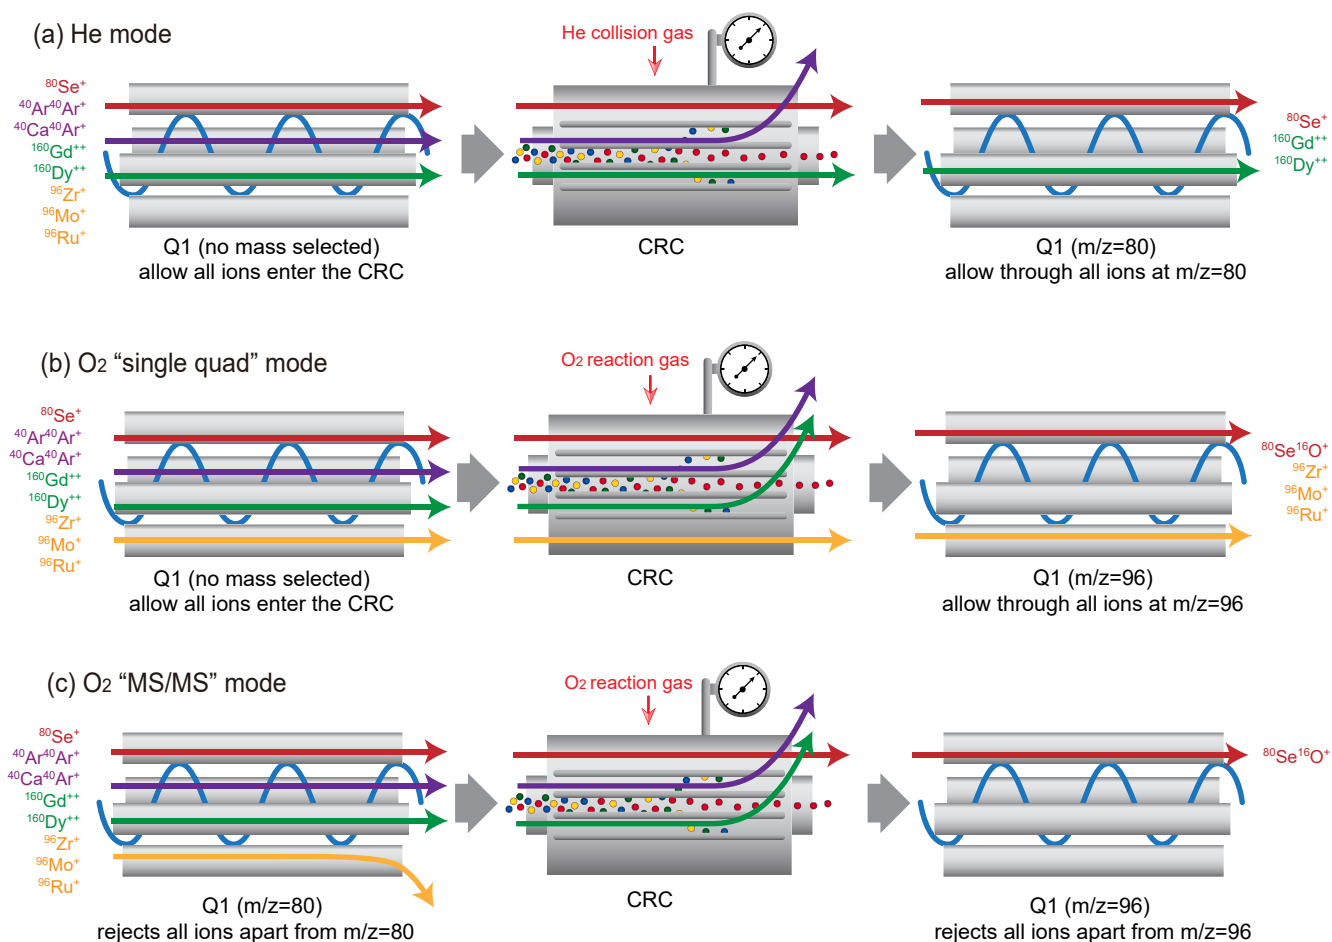 (a) He mode
He collision gas
⁸⁰Se⁺
⁴⁰Ar⁴⁰Ar⁺
⁴⁰Ca⁴⁰Ar⁺
¹⁶⁰Gd⁺⁺
¹⁶⁰Dy⁺⁺
⁹⁶Zr⁺
⁹⁶Mo⁺
⁹⁶Ru⁺
⁸⁰Se⁺
¹⁶⁰Gd⁺⁺
¹⁶⁰Dy⁺⁺
Q1 (no mass selected)
allow all ions enter the CRC
CRC
Q1 (m/z=80)
allow through all ions at m/z=80
(b) O₂ “single quad” mode
O₂ reaction gas
⁸⁰Se⁺
⁴⁰Ar⁴⁰Ar⁺
⁴⁰Ca⁴⁰Ar⁺
¹⁶⁰Gd⁺⁺
¹⁶⁰Dy⁺⁺
⁹⁶Zr⁺
⁹⁶Mo⁺
⁹⁶Ru⁺
⁸⁰Se¹⁶O⁺
⁹⁶Zr⁺
⁹⁶Mo⁺
⁹⁶Ru⁺
Q1 (no mass selected)
allow all ions enter the CRC
CRC
Q1 (m/z=96)
allow through all ions at m/z=96
(c) O₂ “MS/MS” mode
O₂ reaction gas
⁸⁰Se⁺
⁴⁰Ar⁴⁰Ar⁺
⁴⁰Ca⁴⁰Ar⁺
¹⁶⁰Gd⁺⁺
¹⁶⁰Dy⁺⁺
⁹⁶Zr⁺
⁹⁶Mo⁺
⁹⁶Ru⁺
⁸⁰Se¹⁶O⁺
Q1 (m/z=80)
rejects all ions apart from m/z=80
CRC
Q1 (m/z=96)
rejects all ions apart from m/z=96